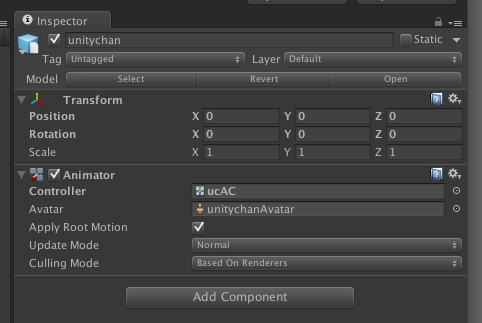 Inspector
unitychan Static
Tag Untagged Layer Default
Model Select Revert Open
Transform
Position X 0 Y 0 Z 0
Rotation X 0 Y 0 Z 0
Scale X 1 Y 1 Z 1
Animator
Controller ucAC
Avatar unitychanAvatar
Apply Root Motion
Update Mode Normal
Culling Mode Based On Renderers
Add Component